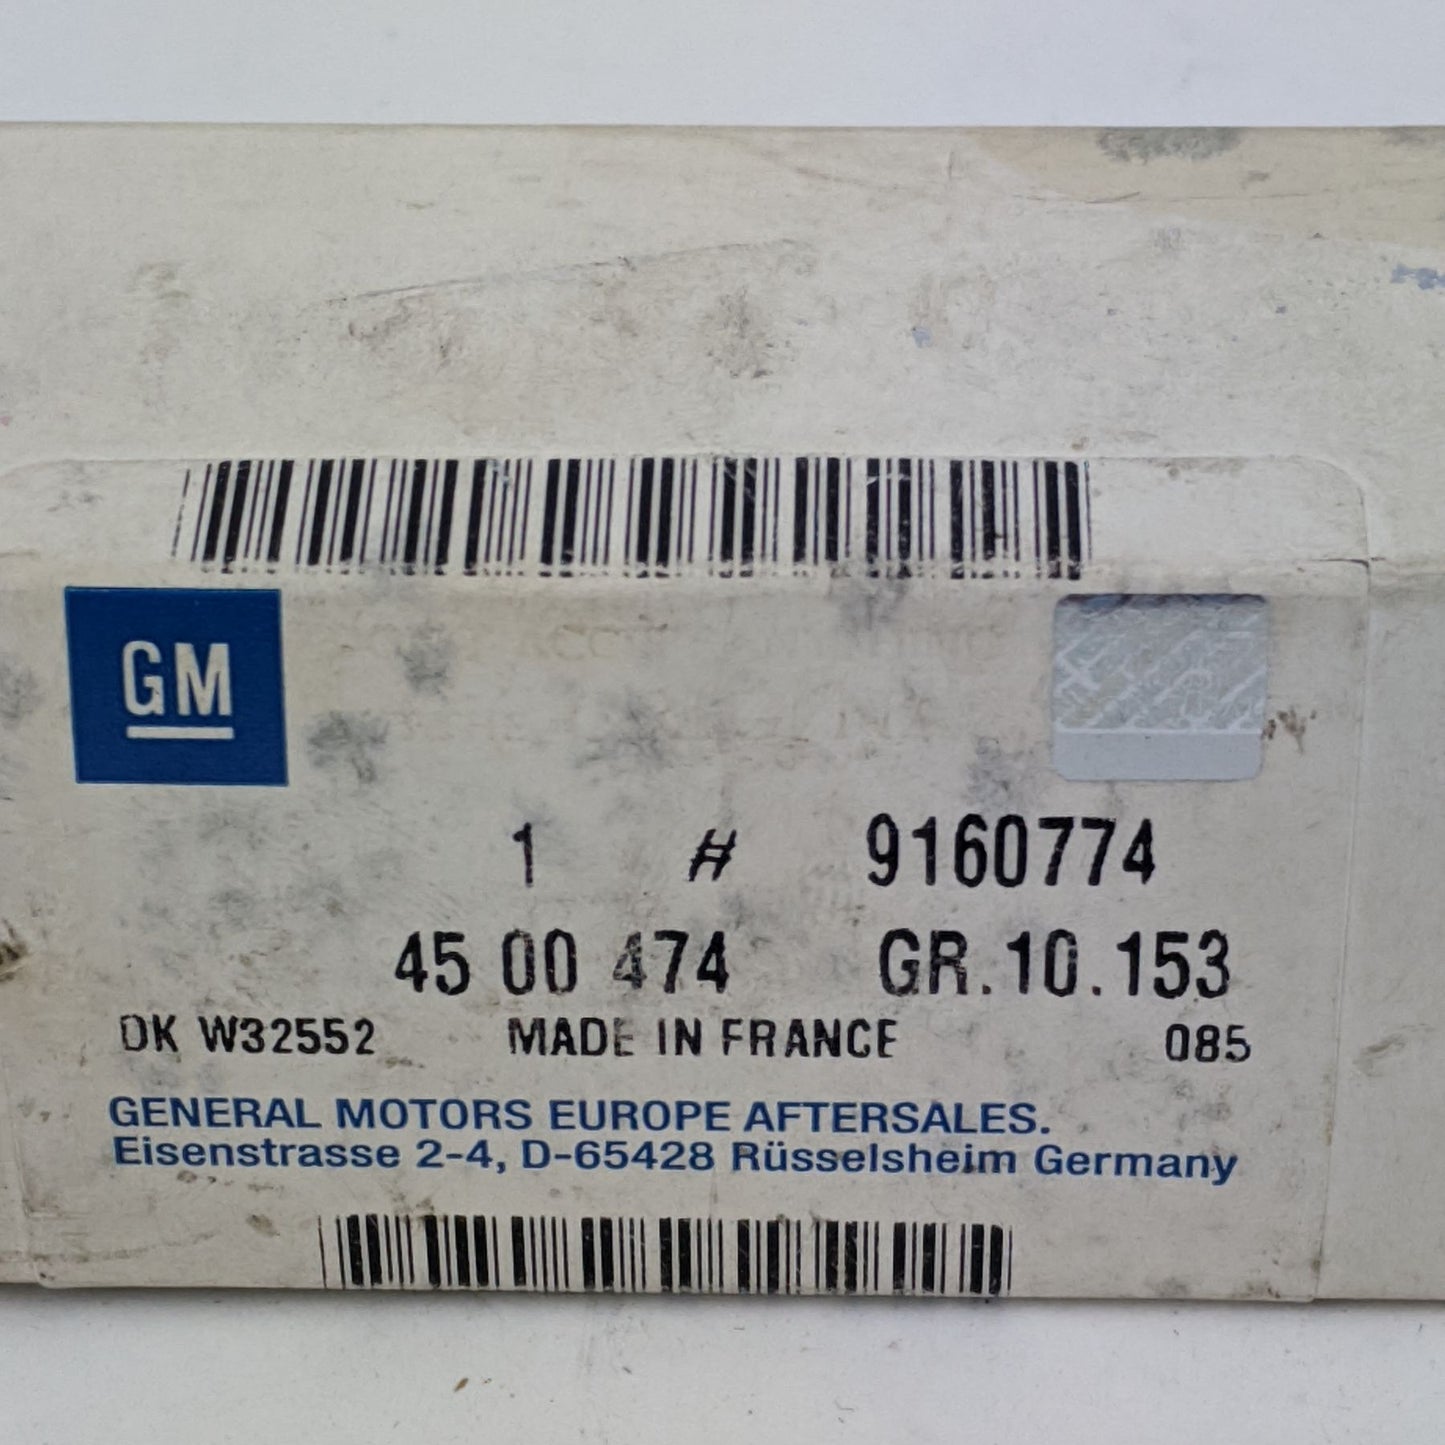 GM
1 # 9160774
45 00 474 GR.10.153
DK W32552 MADE IN FRANCE 085
GENERAL MOTORS EUROPE AFTERSALES.
Eisenstrasse 2-4, D-65428 Rüsselsheim Germany